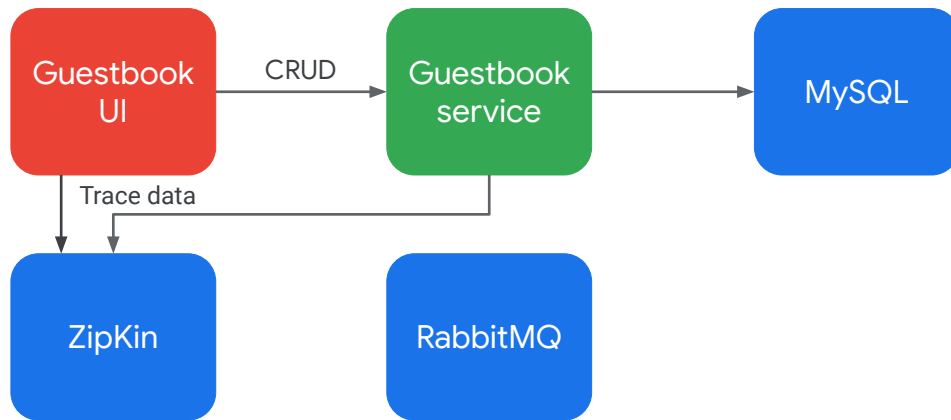 Guestbook
UI
CRUD
Guestbook
service
MySQL
Trace data
ZipKin
RabbitMQ